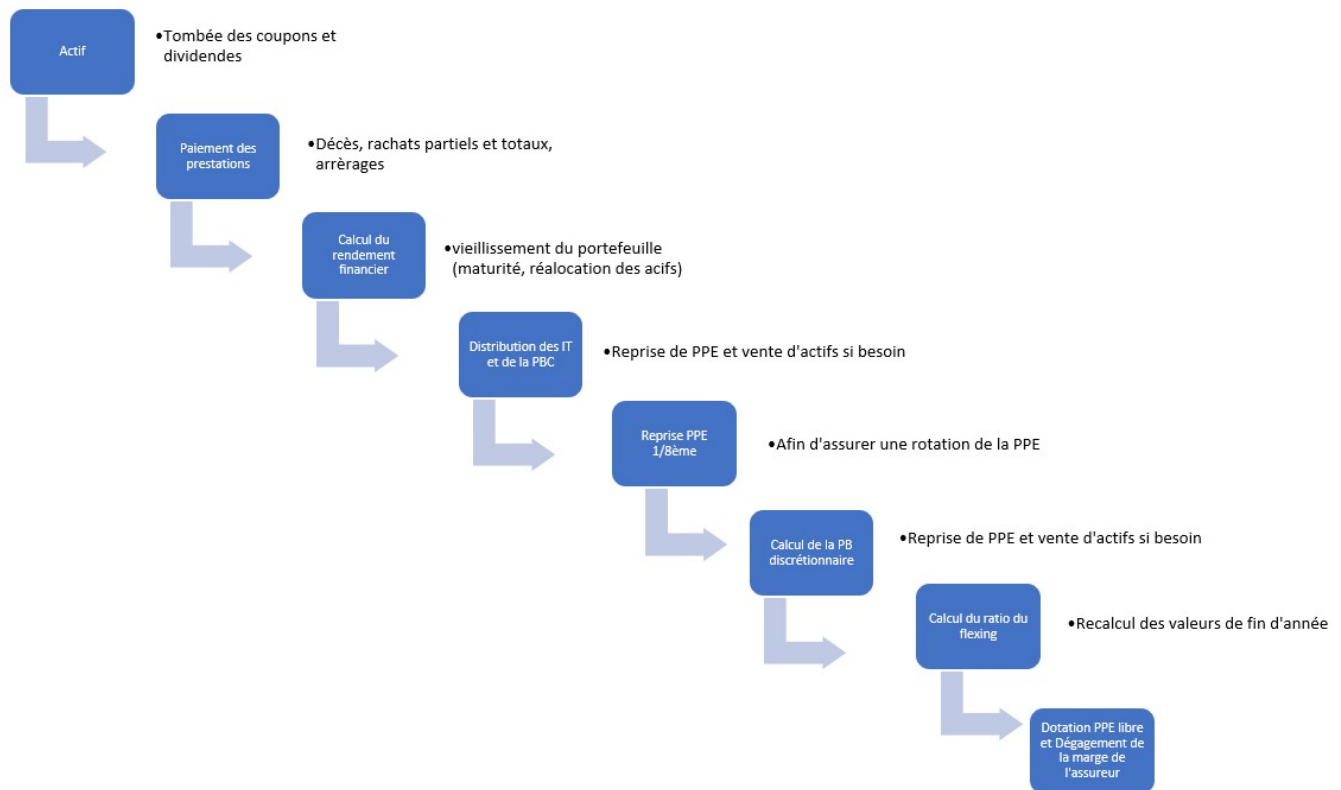 Actif
•Tombée des coupons et
dividendes
Paiement des
prestations
•Décès, rachats partiels et totaux,
arrèrages
Calcul du
rendement
financier
•vieillissement du portefeuille
(maturité, réalocation des acifs)
Distribution des IT
et de la PBC
•Reprise de PPE et vente d'actifs si besoin
Reprise PPE
1/8ème
•Afin d'assurer une rotation de la PPE
Calcul de la PB
discrétionnaire
•Reprise de PPE et vente d'actifs si besoin
Calcul du ratio du
flexing
•Recalcul des valeurs de fin d'année
Dotation PPE libre
et Dégagement de
la marge de
l'assureur